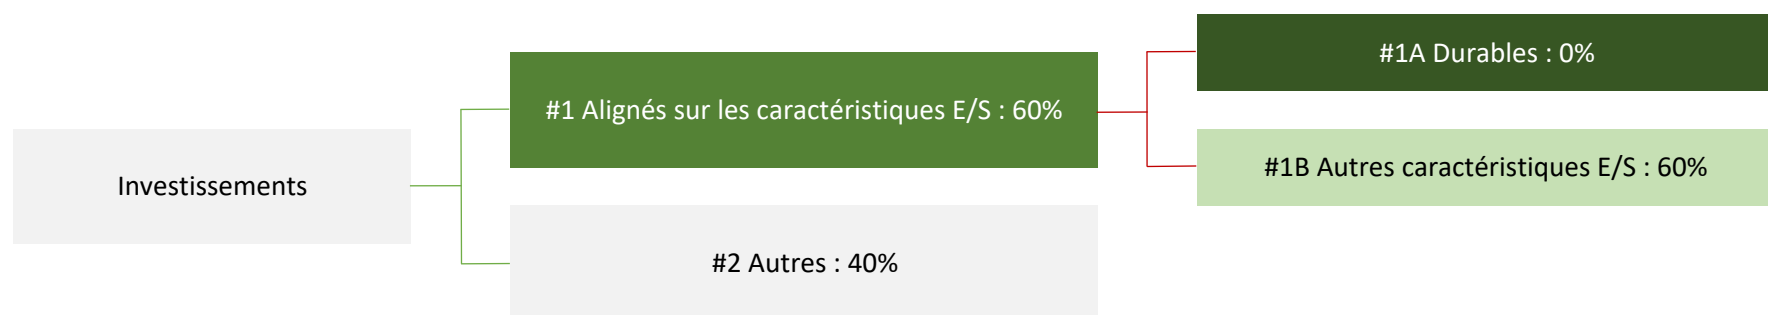 Investissements
#1 Alignés sur les caractéristiques E/S : 60%
#2 Autres : 40%
#1A Durables : 0%
#1B Autres caractéristiques E/S : 60%